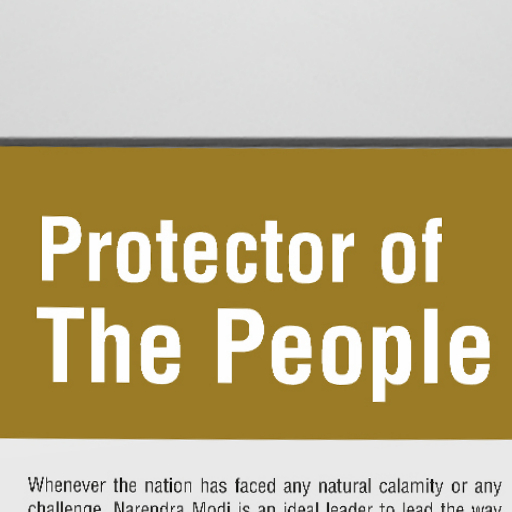 Protector of
The People
Whenever the nation has faced any natural calamity or any
challenge, Narendra Modi is an ideal leader to lead the way